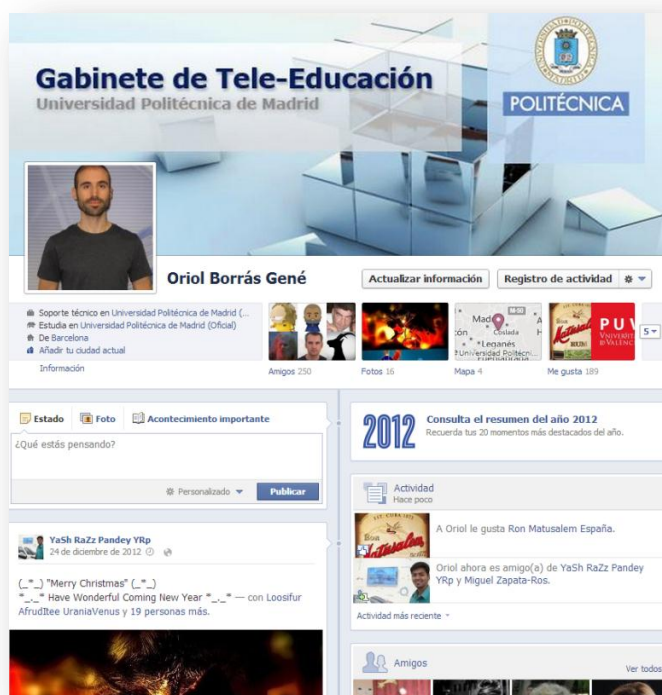 Gabinete de Tele-Educación
Universidad Politécnica de Madrid
POLITÉCNICA
Oriol Borrás Gené
Actualizar información
Registro de actividad
Soporte técnico en Universidad Politécnica de Madrid (...
Estudia en Universidad Politécnica de Madrid (Oficial)
De Barcelona
Añadir tu ciudad actual
Información
Amigos 250
Fotos 16
Mapa 4
Me gusta 189
5
Estado
Foto
Acontecimiento importante
¿Qué estás pensando?
Personalizado
Publicar
YaSh RaZz Pandey YRp
24 de diciembre de 2012
(_*_) "Merry Christmas" (_*_)
*_._* Have Wonderful Coming New Year *_._* — con Loosifur
AfrudItee UraniaVenus y 19 personas más.
2012
Consulta el resumen del año 2012
Recuerda tus 20 momentos más destacados del año.
Actividad
Hace poco
A Oriol le gusta Ron Matusalem España.
Oriol ahora es amigo(a) de YaSh RaZz Pandey
YRp y Miguel Zapata-Ros.
Actividad más reciente
Amigos
Ver todos